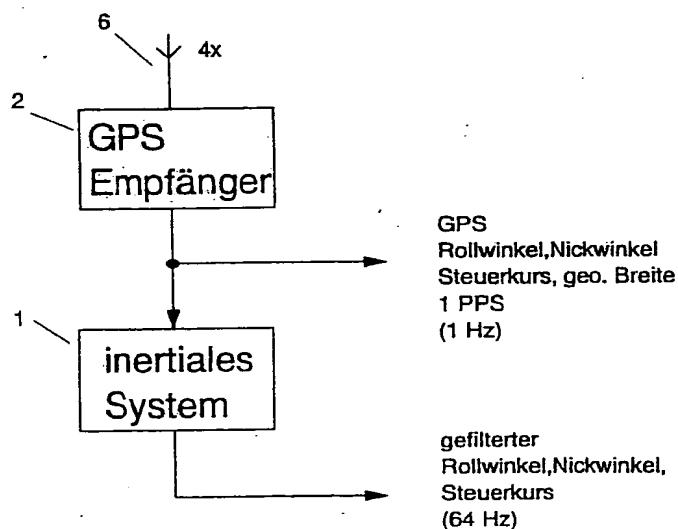 6
4x
2
GPS
Empfänger
GPS
Rollwinkel,Nickwinkel
Steuerkurs, geo. Breite
1 PPS
(1 Hz)
1
inertiales
System
gefilterter
Rollwinkel,Nickwinkel,
Steuerkurs
(64 Hz)